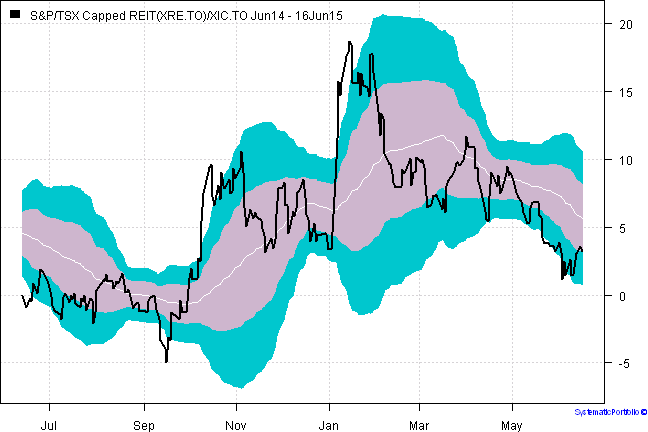 S&P/TSX Capped REIT(XRE.TO)/XIC.TO Jun14 - 16Jun15
20
15
10
5
0
-5
Jul Sep Nov Jan Mar May
SystematicPortfolio ©